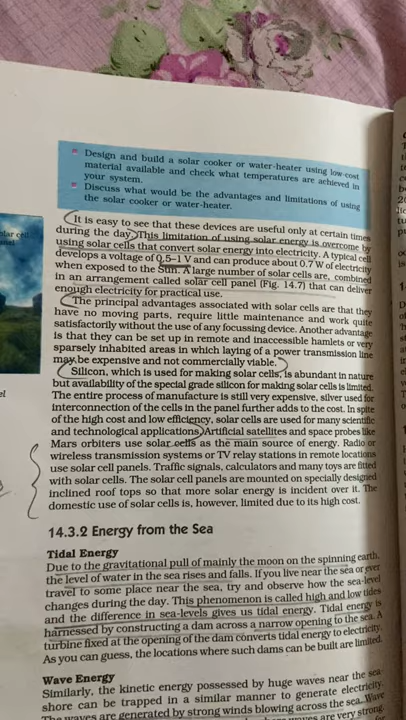 Design and build a solar cooker or water-heater using low-cost
material available and check what temperatures are achieved in
your system.
Discuss what would be the advantages and limitations of using
the solar cooker or water-heater.
It is easy to see that these devices are useful only at certain times
during the day. This limitation of using solar energy is overcome by
using solar cells that convert solar energy into electricity. A typical cell
develops a voltage of 0.5–1 V and can produce about 0.7 W of electricity
when exposed to the Sun. A large number of solar cells are, combined
in an arrangement called solar cell panel (Fig. 14.7) that can deliver
enough electricity for practical use.
The principal advantages associated with solar cells are that they
have no moving parts, require little maintenance and work quite
satisfactorily without the use of any focussing device. Another advantage
is that they can be set up in remote and inaccessible hamlets or very
sparsely inhabited areas in which laying of a power transmission line
may be expensive and not commercially viable.
Silicon, which is used for making solar cells, is abundant in nature
but availability of the special grade silicon for making solar cells is limited.
The entire process of manufacture is still very expensive, silver used for
interconnection of the cells in the panel further adds to the cost. In spite
of the high cost and low efficiency, solar cells are used for many scientific
and technological applications. Artificial satellites and space probes like
Mars orbiters use solar cells as the main source of energy. Radio or
wireless transmission systems or TV relay stations in remote locations
use solar cell panels. Traffic signals, calculators and many toys are fitted
with solar cells. The solar cell panels are mounted on specially designed
inclined roof tops so that more solar energy is incident over it. The
domestic use of solar cells is, however, limited due to its high cost.
14.3.2 Energy from the Sea
Tidal Energy
Due to the gravitational pull of mainly the moon on the spinning earth,
the level of water in the sea rises and falls. If you live near the sea or ever
travel to some place near the sea, try and observe how the sea-level
changes during the day. This phenomenon is called high and low tides
and the difference in sea-levels gives us tidal energy. Tidal energy is
harnessed by constructing a dam across a narrow opening to the sea. A
turbine fixed at the opening of the dam converts tidal energy to electricity.
As you can guess, the locations where such dams can be built are limited.
Wave Energy
Similarly, the kinetic energy possessed by huge waves near the sea-
shore can be trapped in a similar manner to generate electricity.
The waves are generated by strong winds blowing across the sea. Wave